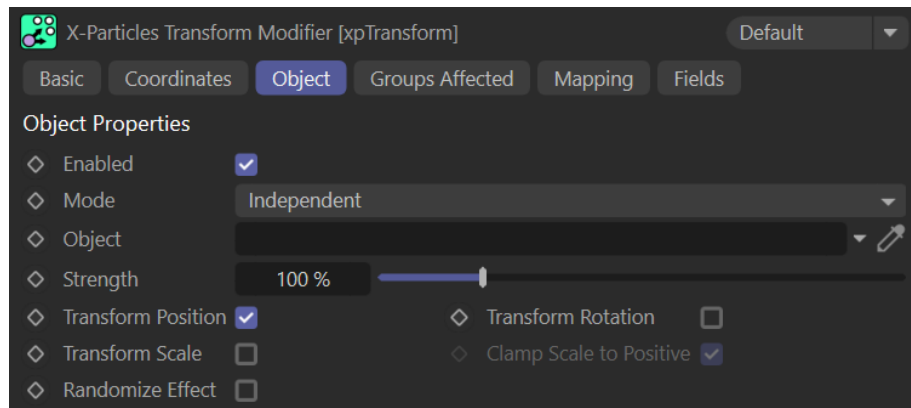 X-Particles Transform Modifier [xpTransform] Default
Basic Coordinates Object Groups Affected Mapping Fields
Object Properties
Enabled
Mode Independent
Object
Strength 100 %
Transform Position Transform Rotation
Transform Scale Clamp Scale to Positive
Randomize Effect